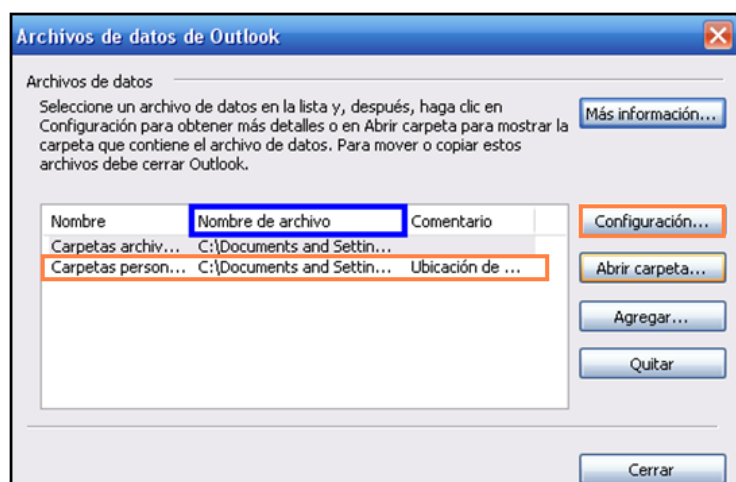 Archivos de datos de Outlook
Archivos de datos
Seleccione un archivo de datos en la lista y, después, haga clic en
Configuración para obtener más detalles o en Abrir carpeta para mostrar la
carpeta que contiene el archivo de datos. Para mover o copiar estos
archivos debe cerrar Outlook.
Más información...
Nombre Nombre de archivo Comentario
Carpetas archiv... C:\Documents and Settin...
Carpetas person... C:\Documents and Settin... Ubicación de ...
Configuración...
Abrir carpeta...
Agregar...
Quitar
Cerrar